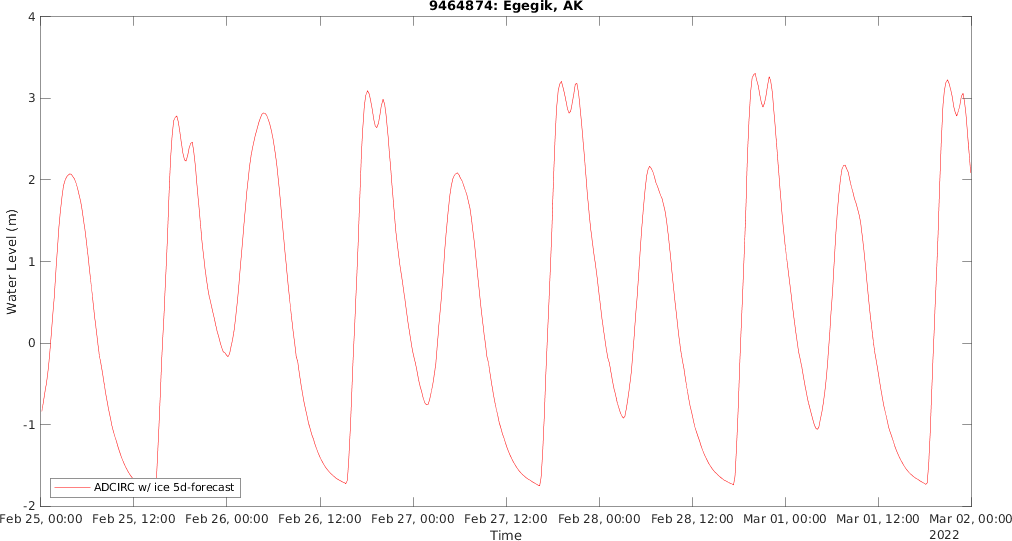 9464874: Egegik, AK
4
3
2
1
0
-1
-2
Water Level (m)
ADCIRC w/ ice 5d-forecast
Feb 25, 00:00 Feb 25, 12:00 Feb 26, 00:00 Feb 26, 12:00 Feb 27, 00:00 Feb 27, 12:00 Feb 28, 00:00 Feb 28, 12:00 Mar 01, 00:00 Mar 01, 12:00 Mar 02, 00:00
Time
2022